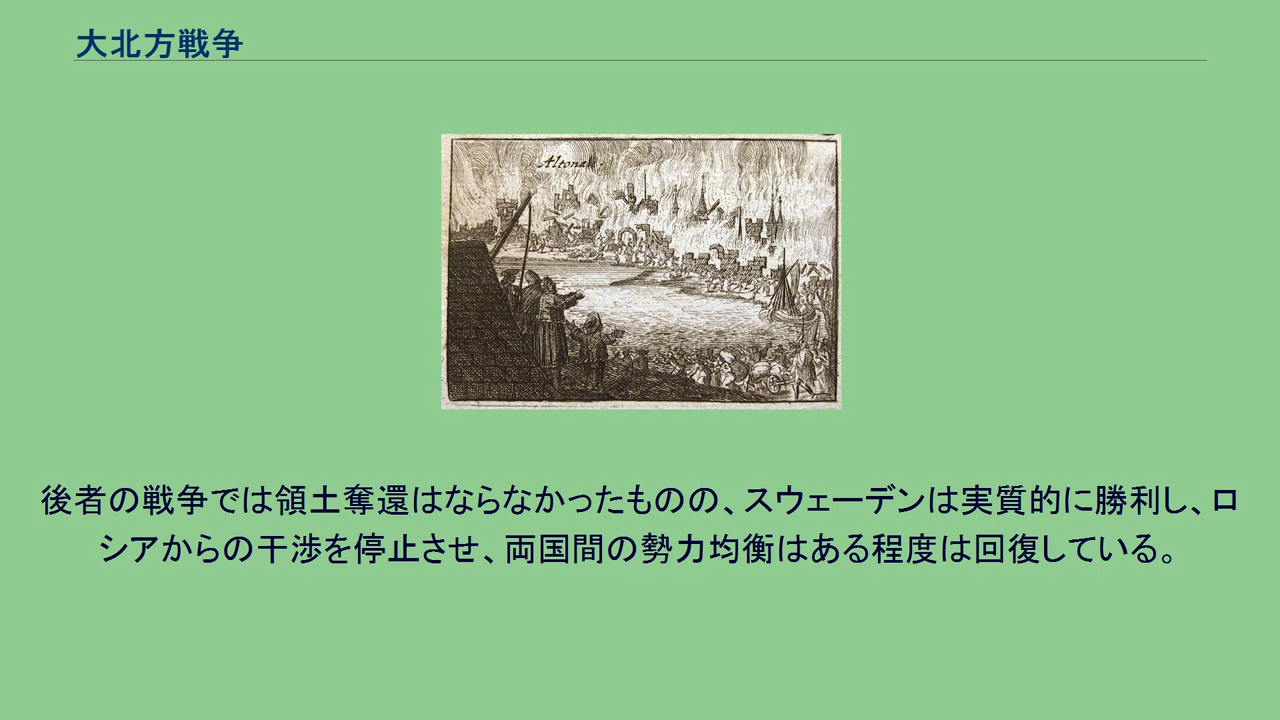 大北方戦争
Altona.
後者の戦争では領土奪還はならなかったものの、スウェーデンは実質的に勝利し、ロ
シアからの干渉を停止させ、両国間の勢力均衡はある程度は回復している。